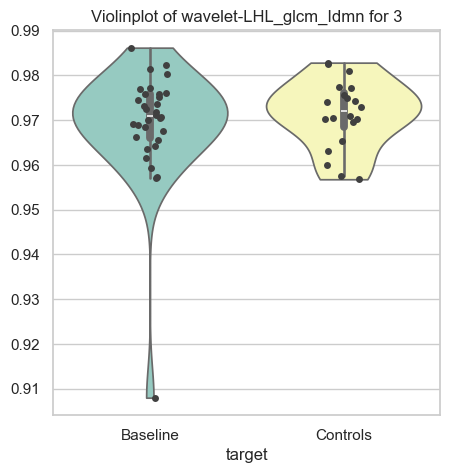 Violinplot of wavelet-LHL_glcm_Idmn for 3
0.99
0.98
0.97
0.96
0.95
0.94
0.93
0.92
0.91
Baseline
Controls
target